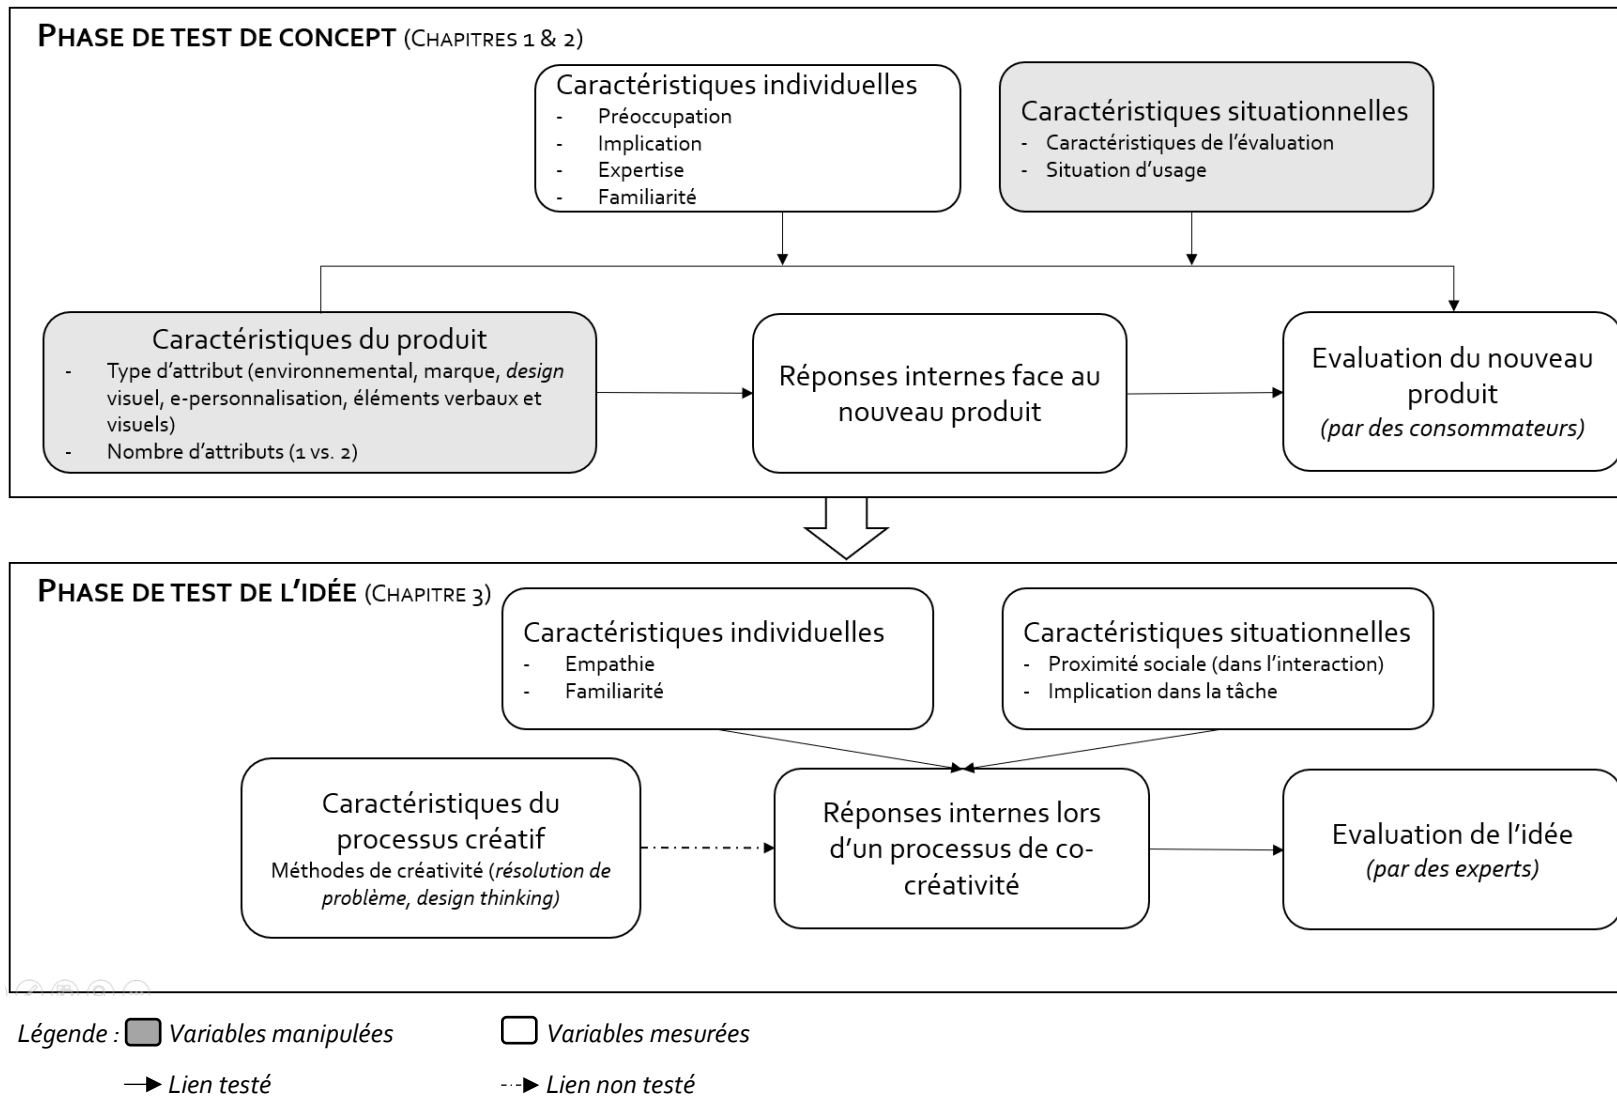 PHASE DE TEST DE CONCEPT (CHAPITRES 1 & 2)
Caractéristiques individuelles
- Préoccupation
- Implication
- Expertise
- Familiarité
Caractéristiques situationnelles
- Caractéristiques de l’évaluation
- Situation d’usage
Caractéristiques du produit
- Type d’attribut (environnemental, marque, design
visuel, e-personnalisation, éléments verbaux et
visuels)
- Nombre d’attributs (1 vs. 2)
Réponses internes face au
nouveau produit
Evaluation du nouveau
produit
(par des consommateurs)
PHASE DE TEST DE L’IDÉE (CHAPITRE 3)
Caractéristiques individuelles
- Empathie
- Familiarité
Caractéristiques situationnelles
- Proximité sociale (dans l’interaction)
- Implication dans la tâche
Caractéristiques du
processus créatif
Méthodes de créativité (résolution de
problème, design thinking)
Réponses internes lors
d’un processus de co-
créativité
Evaluation de l’idée
(par des experts)
Légende : Variables manipulées
Variables mesurées
Lien testé
Lien non testé